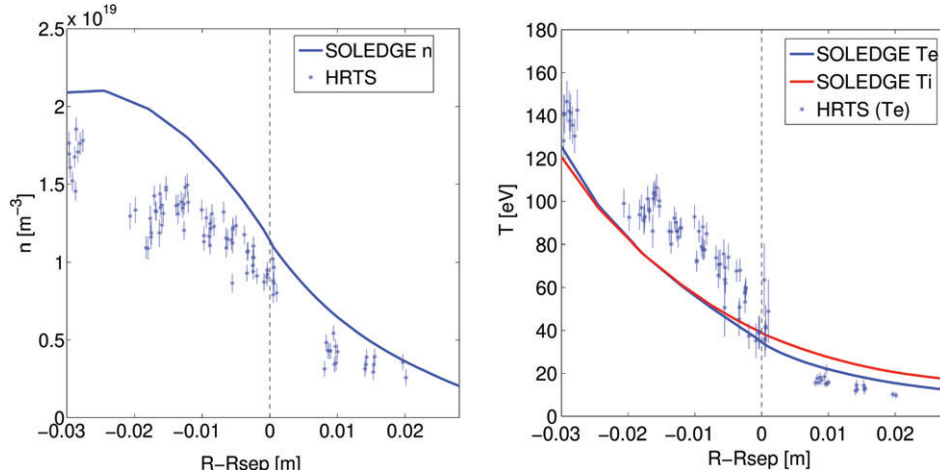 x 10^19
2.5
2
1.5
1
0.5
0
n [m^−3]
SOLEDGE n
HRTS
−0.03 −0.02 −0.01 0 0.01 0.02
R−Rsep [m]
180
160
140
120
100
80
60
40
20
0
T [eV]
SOLEDGE Te
SOLEDGE Ti
HRTS (Te)
−0.03 −0.02 −0.01 0 0.01 0.02
R−Rsep [m]